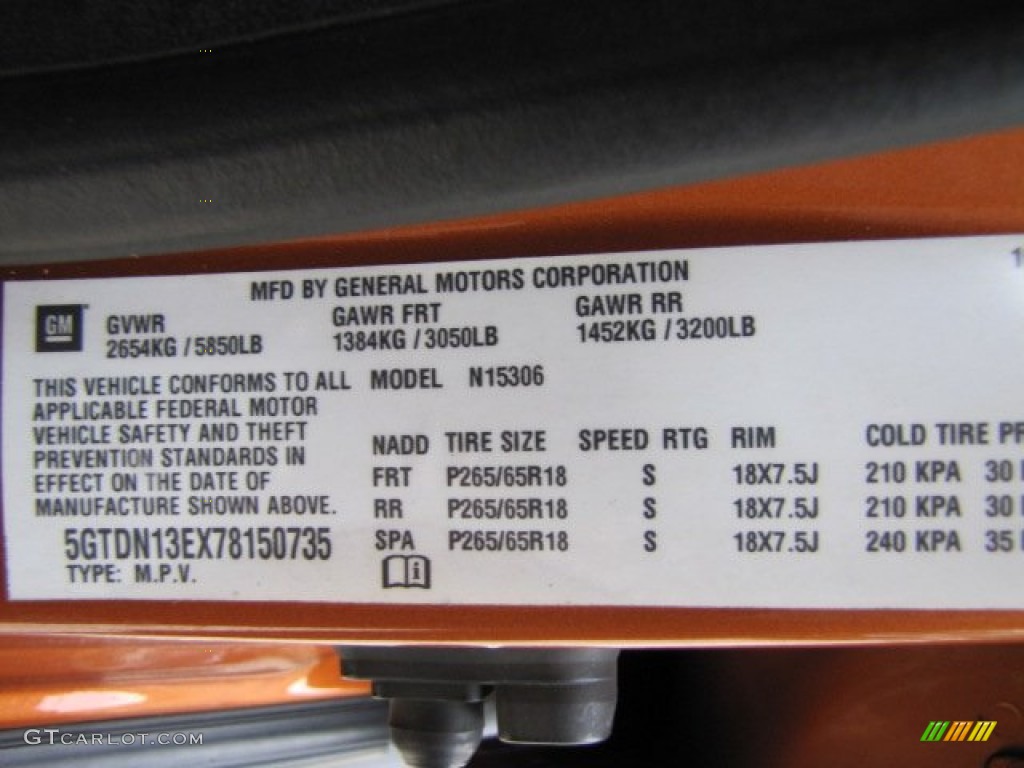 MFD BY GENERAL MOTORS CORPORATION
GM
GVWR GAWR FRT GAWR RR
2654KG / 5850LB 1384KG / 3050LB 1452KG / 3200LB
THIS VEHICLE CONFORMS TO ALL MODEL N15306
APPLICABLE FEDERAL MOTOR
VEHICLE SAFETY AND THEFT
PREVENTION STANDARDS IN
EFFECT ON THE DATE OF
MANUFACTURE SHOWN ABOVE.
5GTDN13EX78150735
TYPE: M.P.V.
NADD TIRE SIZE SPEED RTG RIM COLD TIRE
FRT P265/65R18 S 18X7.5J 210 KPA 30
RR P265/65R18 S 18X7.5J 210 KPA 30
SPA P265/65R18 S 18X7.5J 240 KPA 35
GTCARLOT.COM